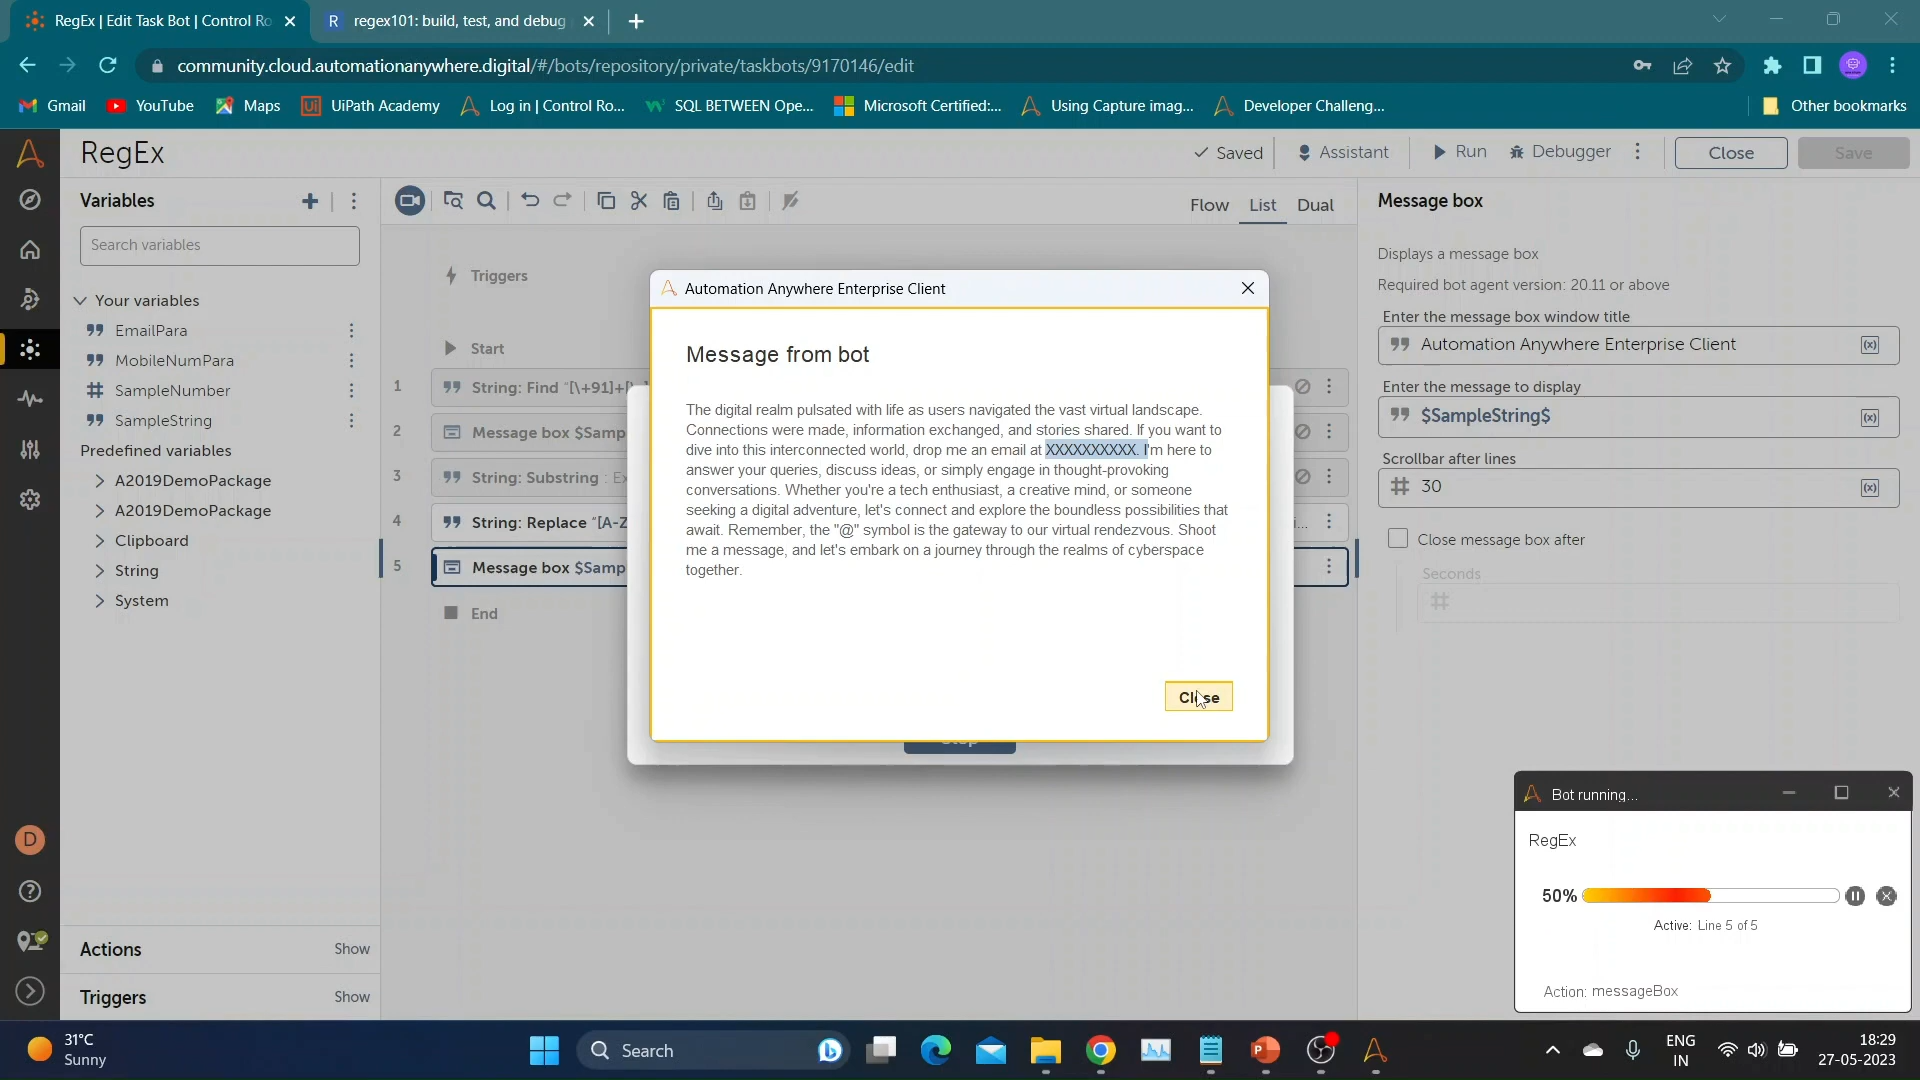 RegEx | Edit Task Bot | Control Ro
regex101: build, test, and debug
community.cloud.automationanywhere.digital/#/bots/repository/private/taskbots/9170146/edit
Gmail
YouTube
Maps
UiPath Academy
Log in | Control Ro...
SQL BETWEEN Ope...
Microsoft Certified:...
Using Capture imag...
Developer Challeng...
Other bookmarks
RegEx
Saved
Assistant
Run
Debugger
Close
Save
Variables
Search variables
Your variables
EmailPara
MobileNumPara
SampleNumber
SampleString
Predefined variables
A2019DemoPackage
A2019DemoPackage
Clipboard
String
System
Actions
Show
Triggers
Show
Flow
List
Dual
Triggers
Start
1
String: Find "[\+91]+[
2
Message box $Samp
3
String: Substring : Ex
4
String: Replace "[A-Z
i...
5
Message box $Samp
End
Automation Anywhere Enterprise Client
Message from bot
The digital realm pulsated with life as users navigated the vast virtual landscape.
Connections were made, information exchanged, and stories shared. If you want to
dive into this interconnected world, drop me an email at XXXXXXXXXX. I'm here to
answer your queries, discuss ideas, or simply engage in thought-provoking
conversations. Whether you're a tech enthusiast, a creative mind, or someone
seeking a digital adventure, let's connect and explore the boundless possibilities that
await. Remember, the "@" symbol is the gateway to our virtual rendezvous. Shoot
me a message, and let's embark on a journey through the realms of cyberspace
together.
Close
Stop
Message box
Displays a message box
Required bot agent version: 20.11 or above
Enter the message box window title
Automation Anywhere Enterprise Client
(x)
Enter the message to display
$SampleString$
(x)
Scrollbar after lines
30
(x)
Close message box after
Seconds
Bot running...
RegEx
50%
Active: Line 5 of 5
Action: messageBox
D
31°C
Sunny
Search
ENG
IN
18:29
27-05-2023